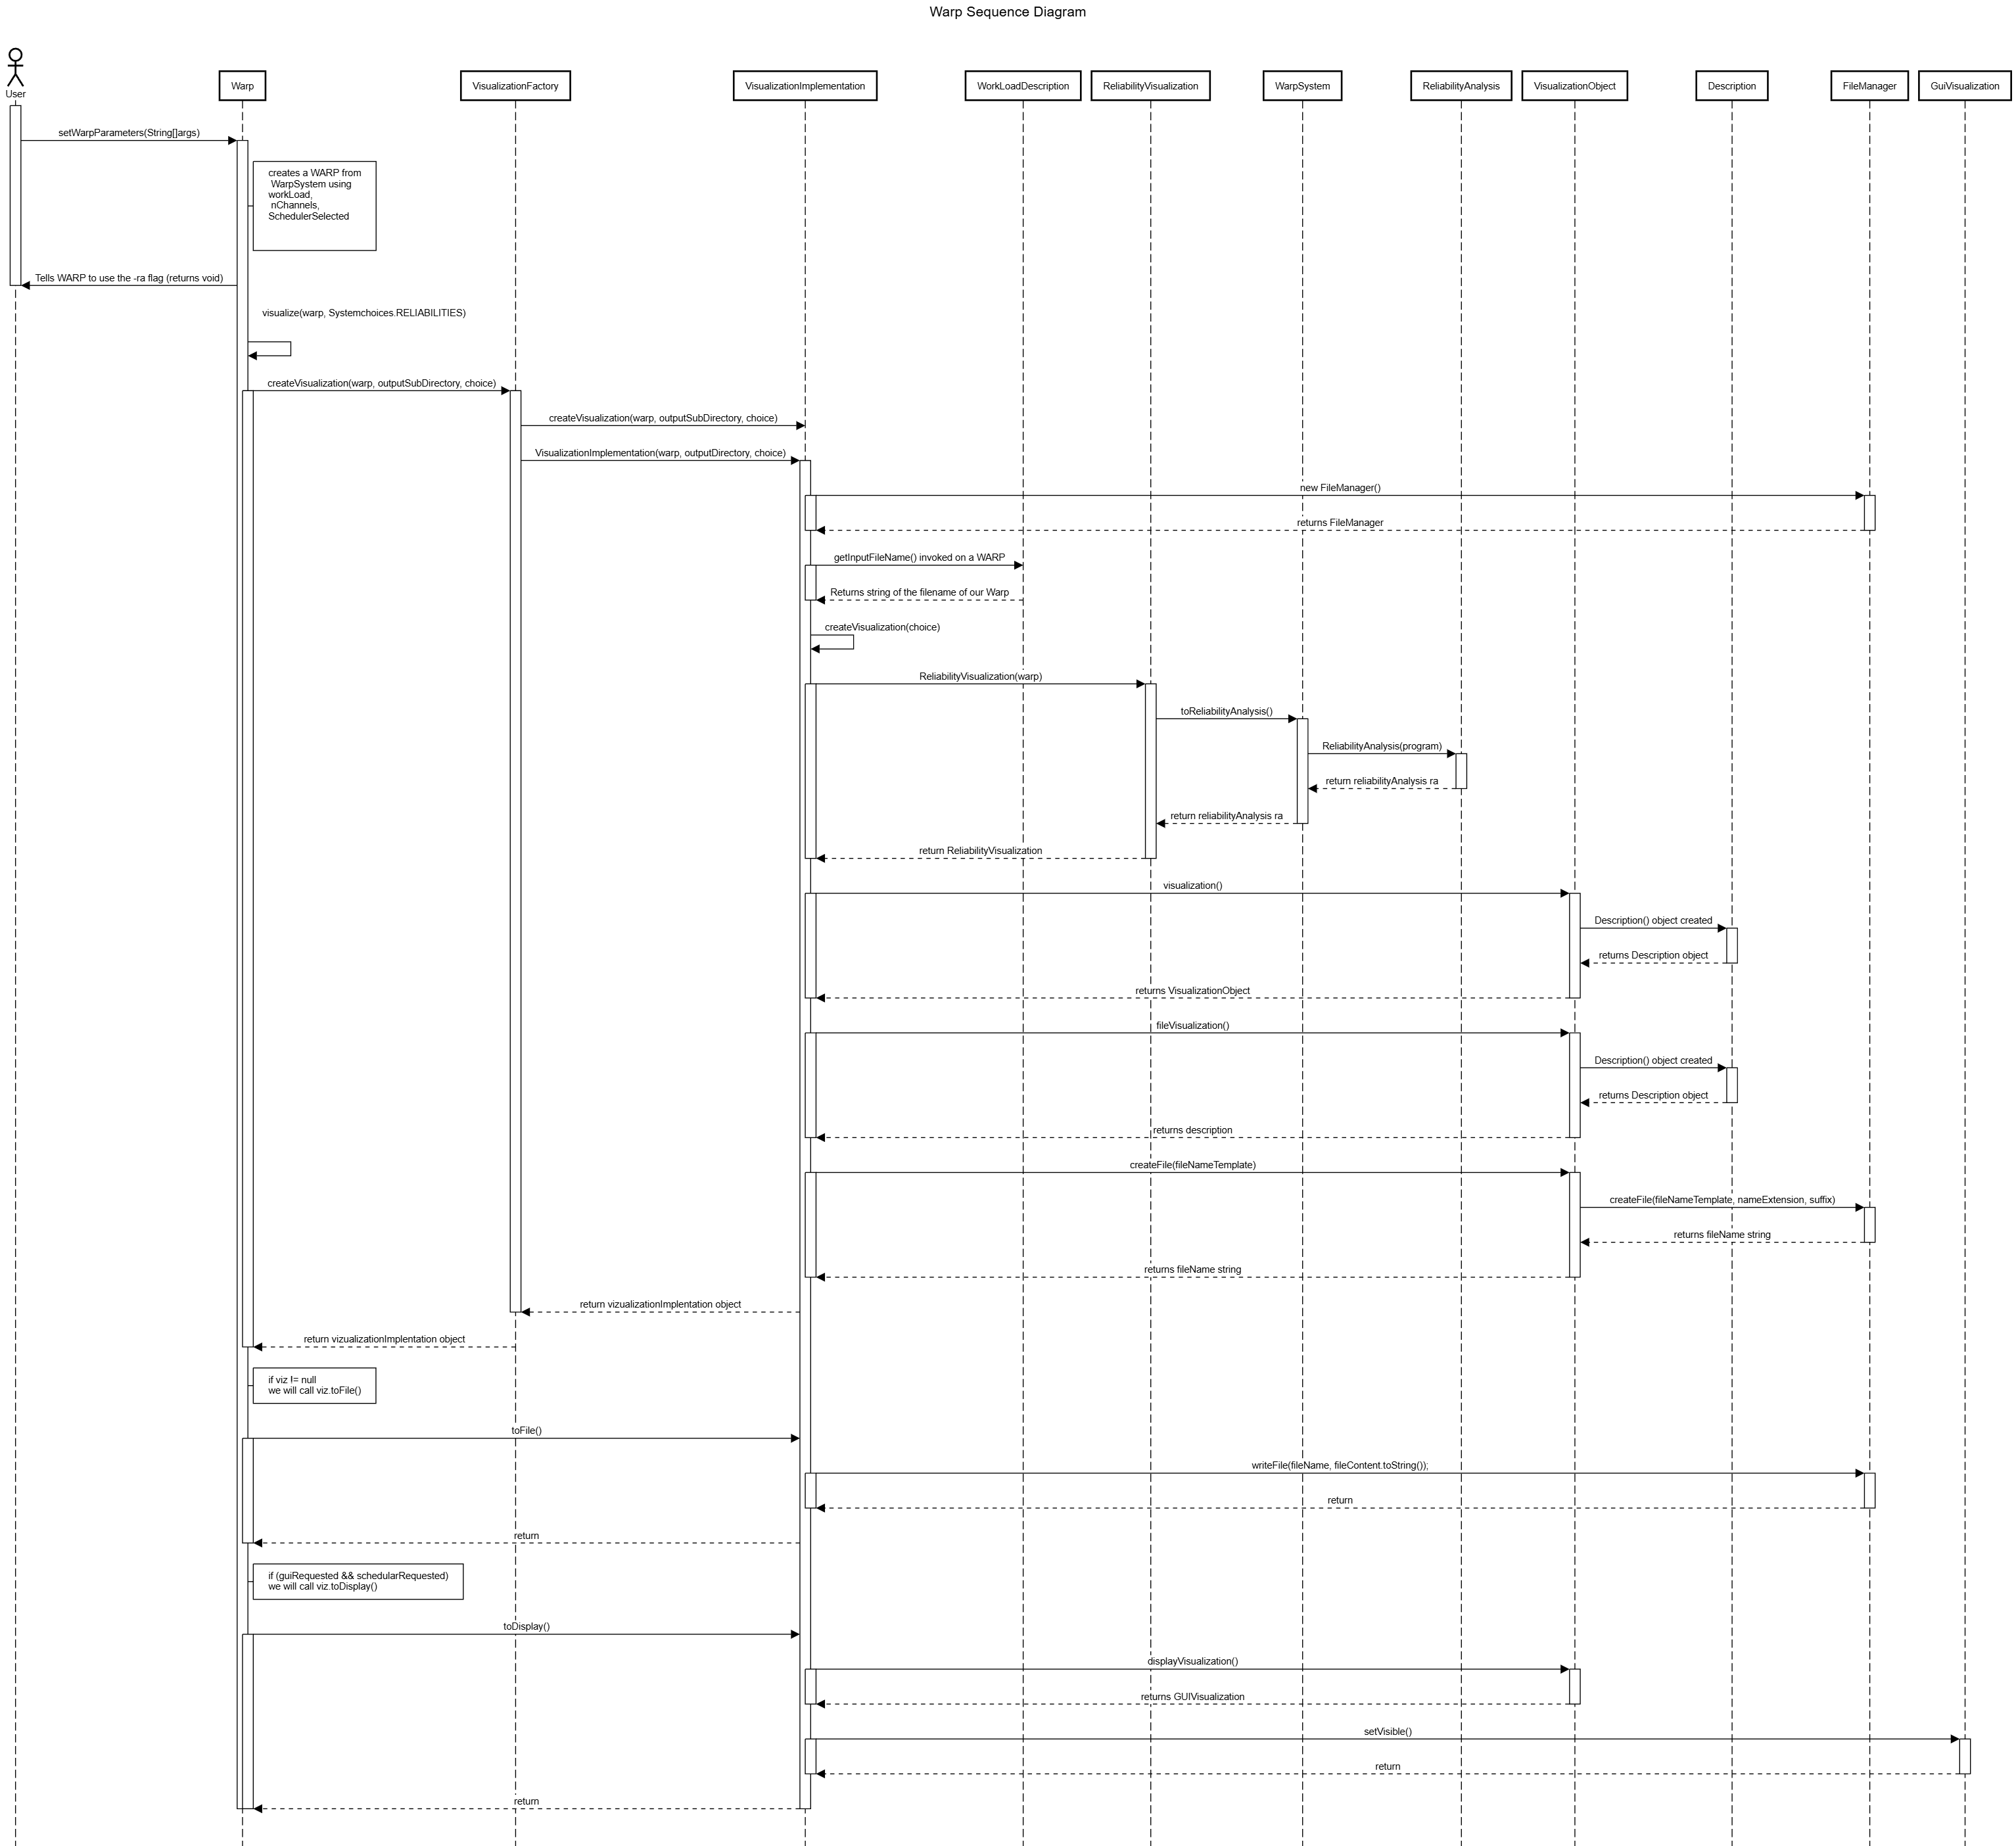 Warp Sequence Diagram
User
Warp
VisualizationFactory
VisualizationImplementation
WorkLoadDescription
ReliabilityVisualization
WarpSystem
ReliabilityAnalysis
VisualizationObject
Description
FileManager
GuiVisualization
setWarpParameters(String[]args)
creates a WARP from
WarpSystem using
workLoad,
nChannels,
SchedulerSelected
Tells WARP to use the -ra flag (returns void)
visualize(warp, Systemchoices.RELIABILITIES)
createVisualization(warp, outputSubDirectory, choice)
createVisualization(warp, outputSubDirectory, choice)
VisualizationImplementation(warp, outputDirectory, choice)
new FileManager()
returns FileManager
getInputFileName() invoked on a WARP
Returns string of the filename of our Warp
createVisualization(choice)
ReliabilityVisualization(warp)
toReliabilityAnalysis()
ReliabilityAnalysis(program)
return reliabilityAnalysis ra
return reliabilityAnalysis ra
return ReliabilityVisualization
visualization()
Description() object created
returns Description object
returns VisualizationObject
fileVisualization()
Description() object created
returns Description object
returns description
createFile(fileNameTemplate)
createFile(fileNameTemplate, nameExtension, suffix)
returns fileName string
returns fileName string
return vizualizationImplentation object
return vizualizationImplentation object
if viz != null
we will call viz.toFile()
toFile()
writeFile(fileName, fileContent.toString());
return
return
if (guiRequested && schedularRequested)
we will call viz.toDisplay()
toDisplay()
displayVisualization()
returns GUIVisualization
setVisible()
return
return